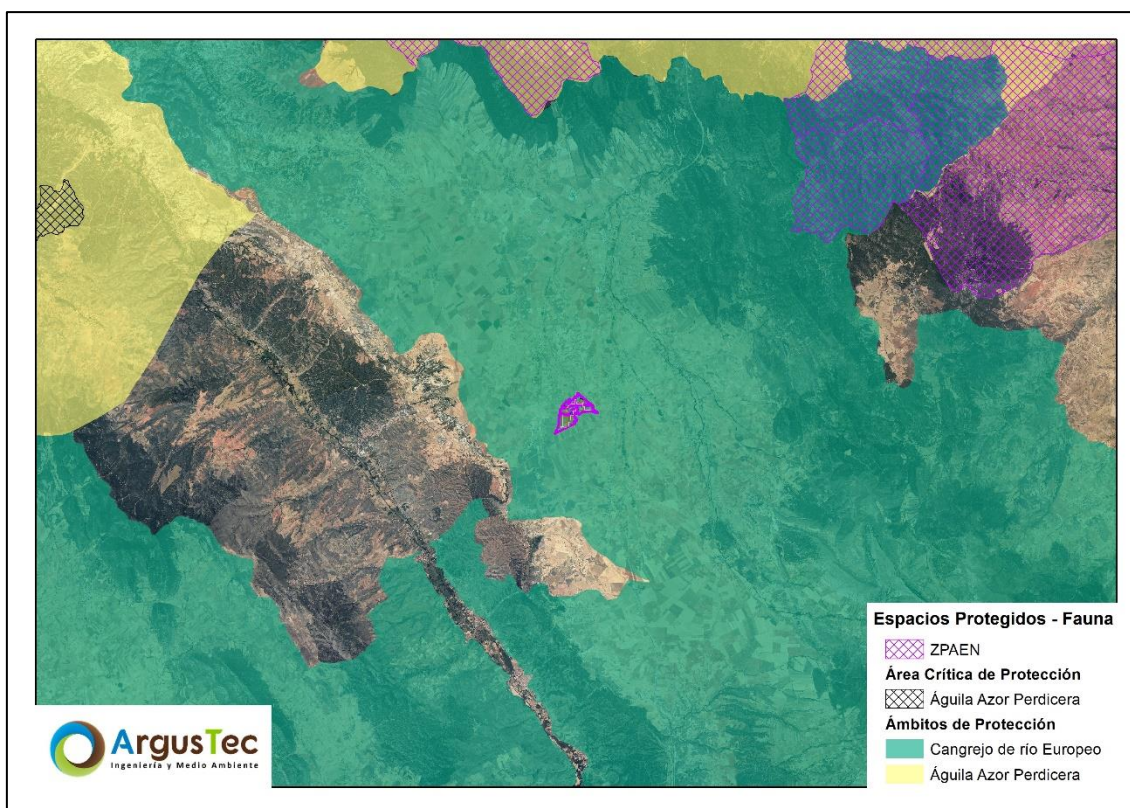 Espacios Protegidos - Fauna
ZPAEN
Área Crítica de Protección
Águila Azor Perdicera
Ámbitos de Protección
Cangrejo de río Europeo
Águila Azor Perdicera
ArgusTec
Ingeniería y Medio Ambiente